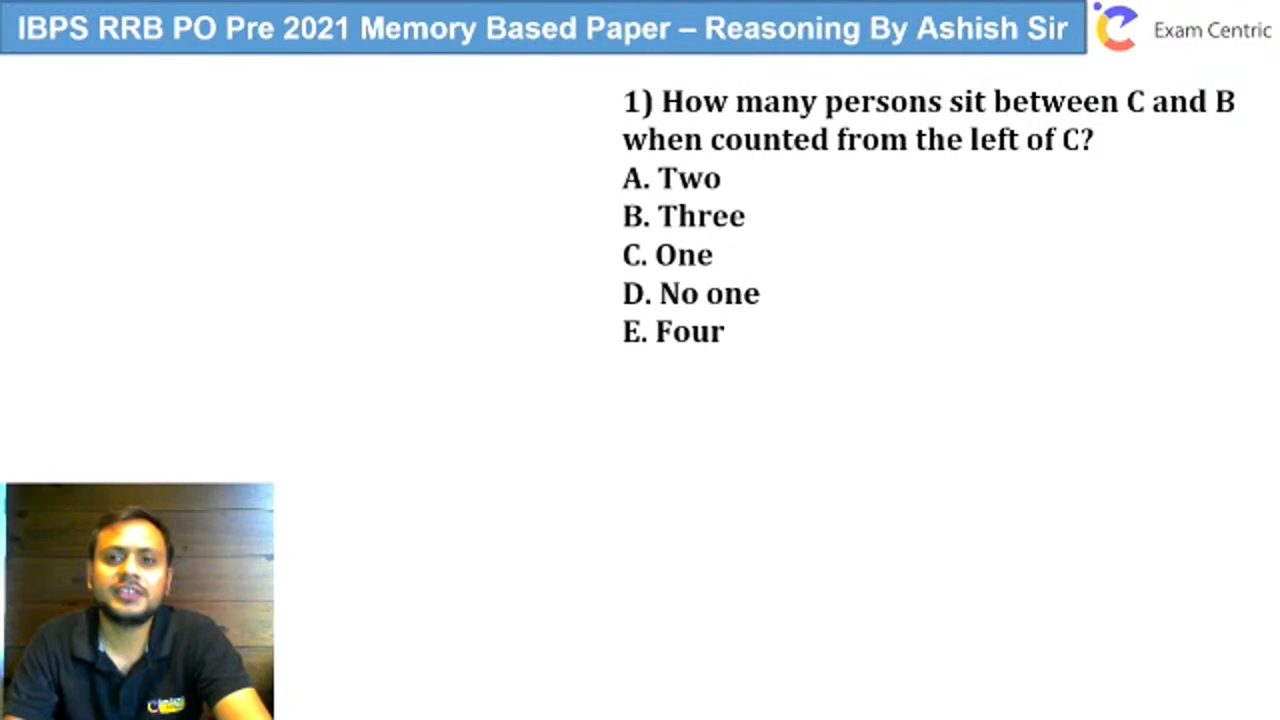 IBPS RRB PO Pre 2021 Memory Based Paper – Reasoning By Ashish Sir
Exam Centric
1) How many persons sit between C and B
when counted from the left of C?
A. Two
B. Three
C. One
D. No one
E. Four